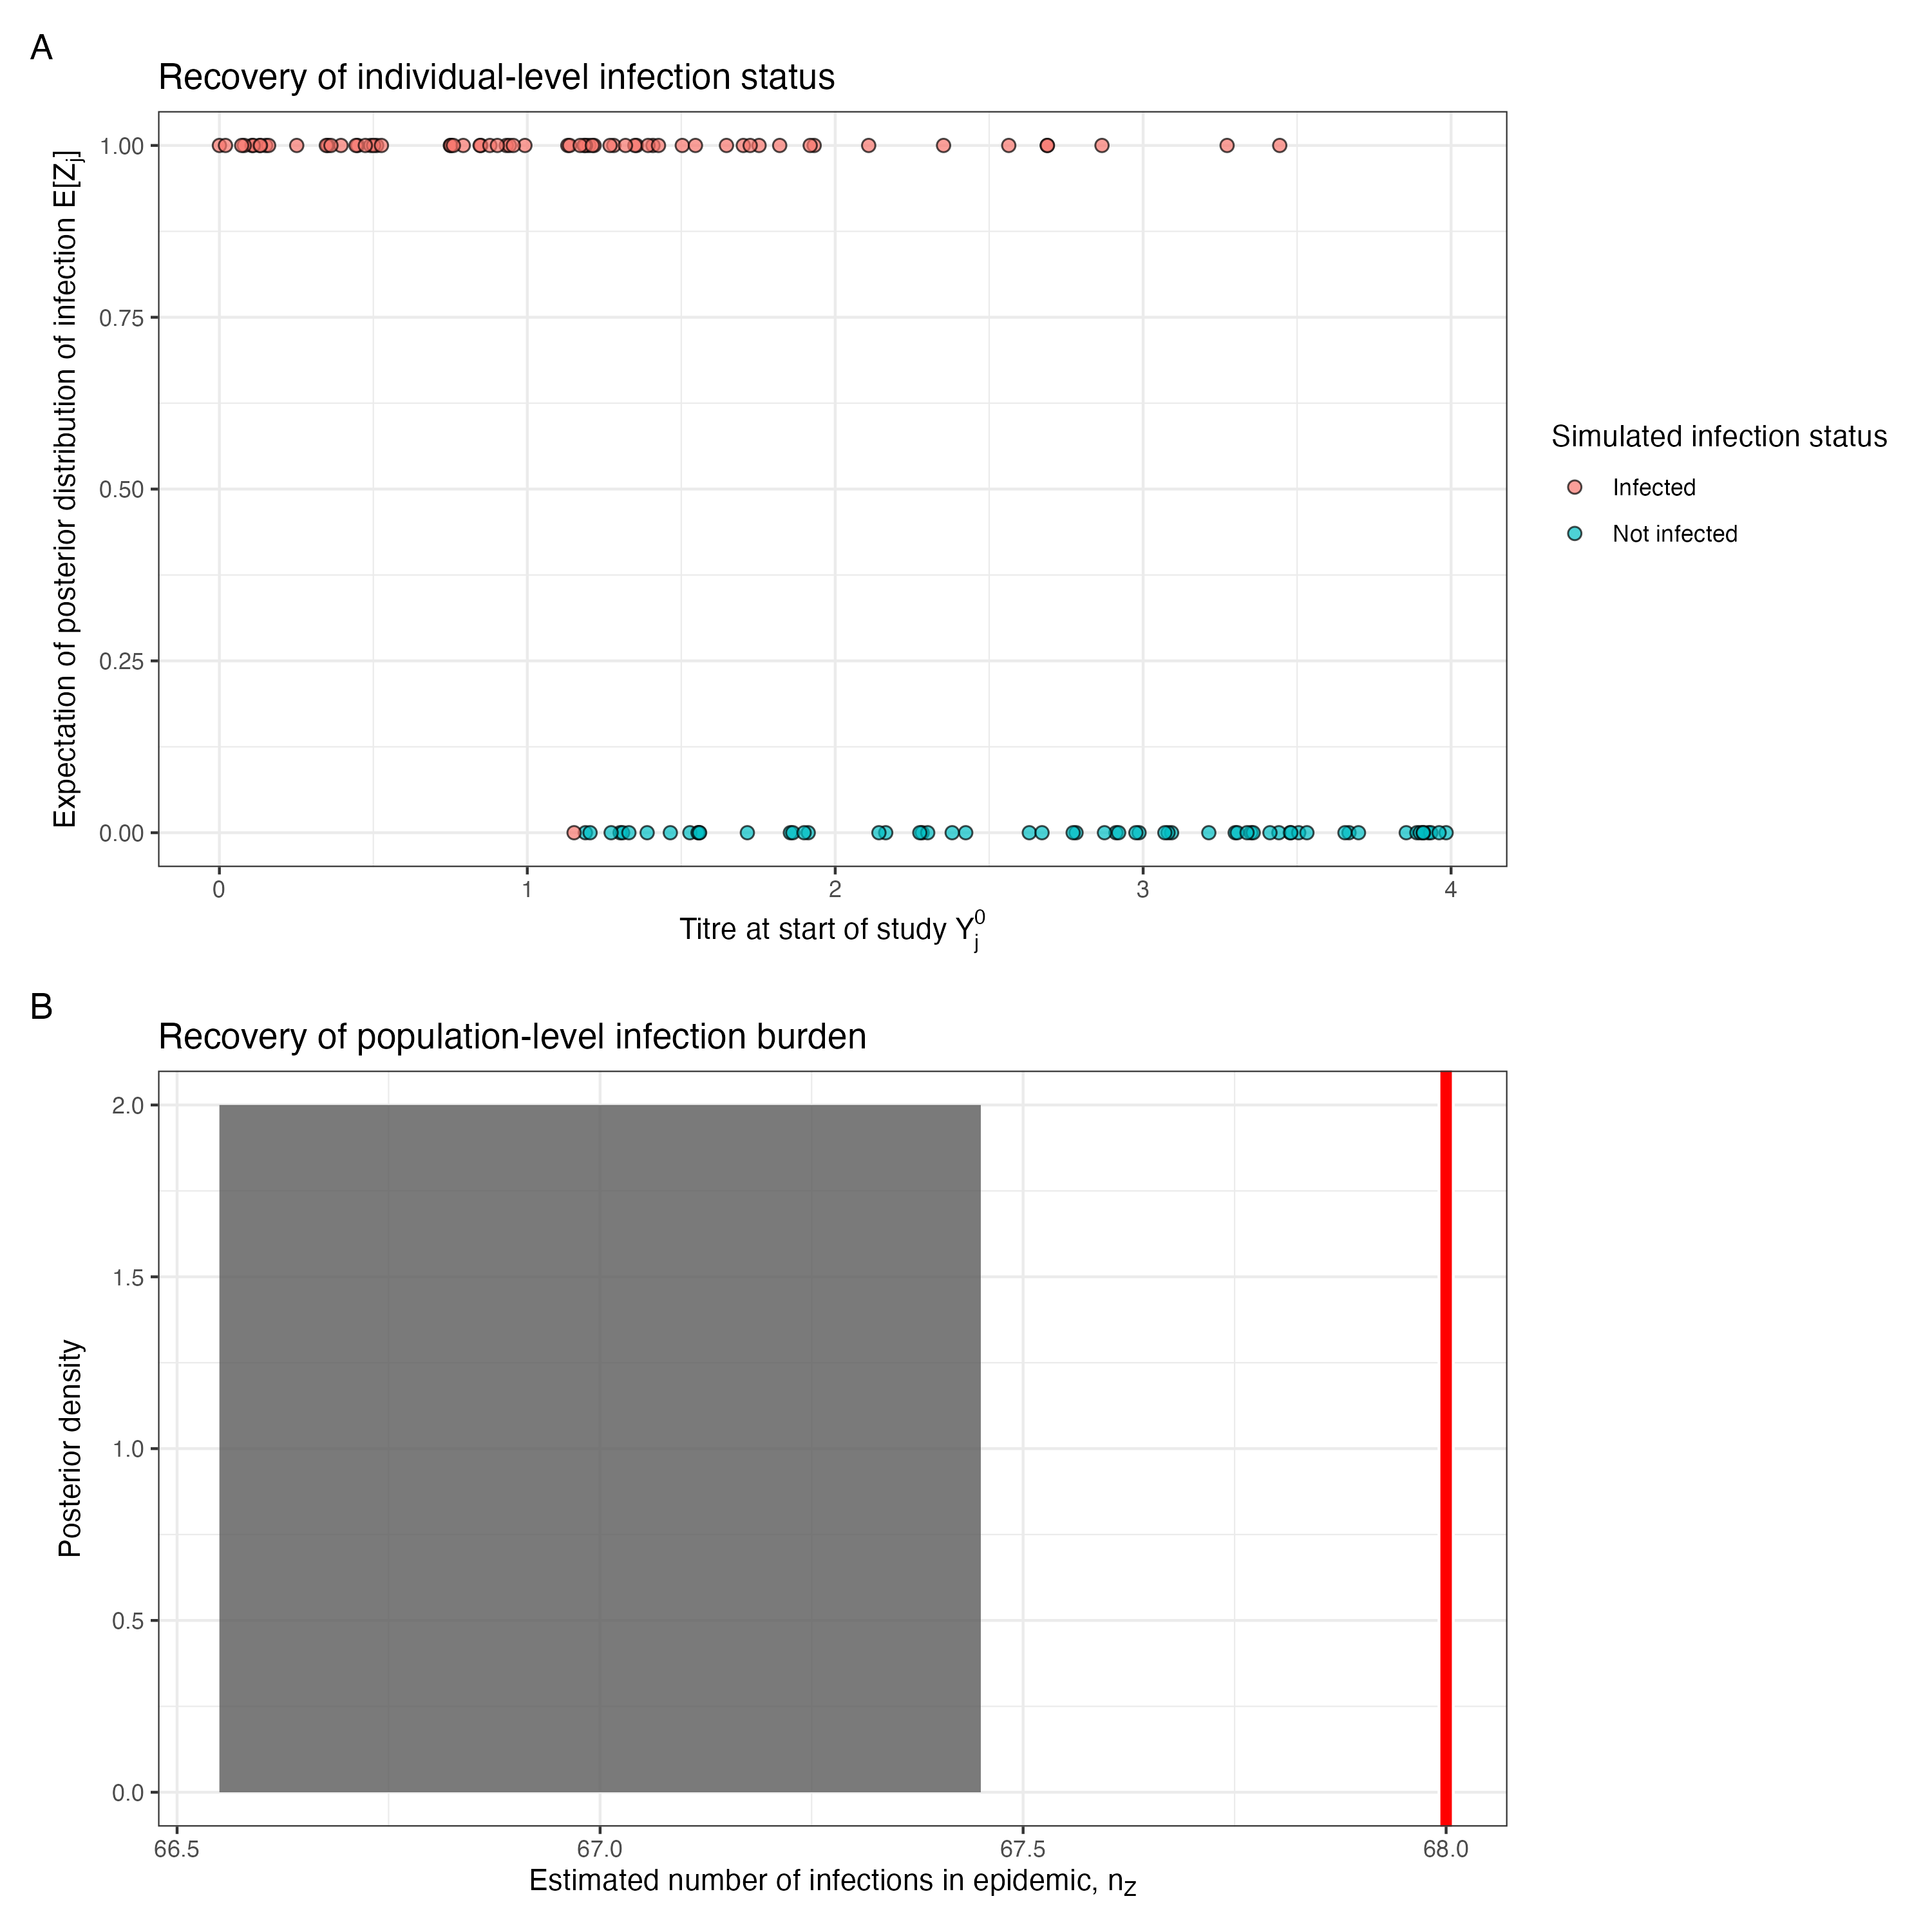 A
Recovery of individual-level infection status
Expectation of posterior distribution of infection E[Zj]
1.00
0.75
0.50
0.25
0.00
0 1 2 3 4
Titre at start of study Yj0
Simulated infection status
Infected
Not infected
B
Recovery of population-level infection burden
Posterior density
2.0
1.5
1.0
0.5
0.0
66.5 67.0 67.5 68.0
Estimated number of infections in epidemic, nZ